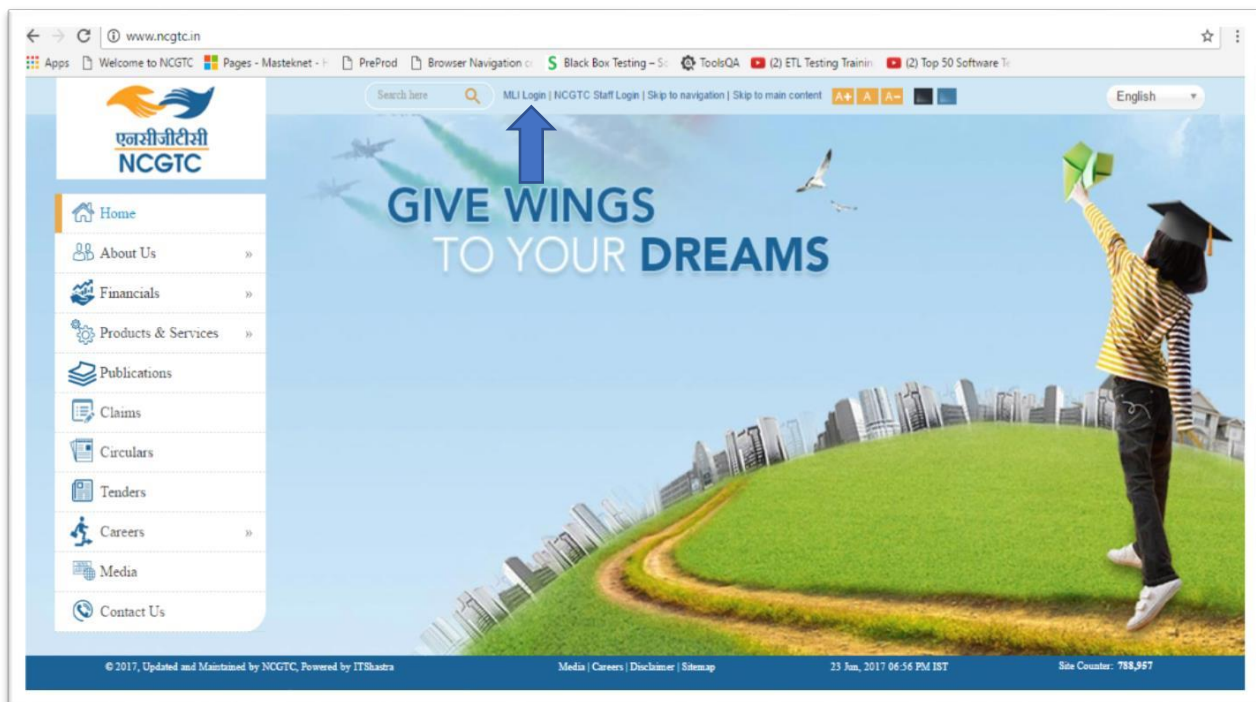 www.ncgtc.in
Apps Welcome to NCGTC Pages - Masteknet - PreProd Browser Navigation Black Box Testing – ToolsQA (2) ETL Testing Trainin (2) Top 50 Software
Search here MLI Login | NCGTC Staff Login | Skip to navigation | Skip to main content A+ A A- English
एनसीजीटीसी
NCGTC
GIVE WINGS
TO YOUR DREAMS
Home
About Us »
Financials »
Products & Services »
Publications
Claims
Circulars
Tenders
Careers »
Media
Contact Us
© 2017, Updated and Maintained by NCGTC, Powered by ITShastra Media | Careers | Disclaimer | Sitemap 23 Jun, 2017 06:56 PM IST Site Counter: 788,957